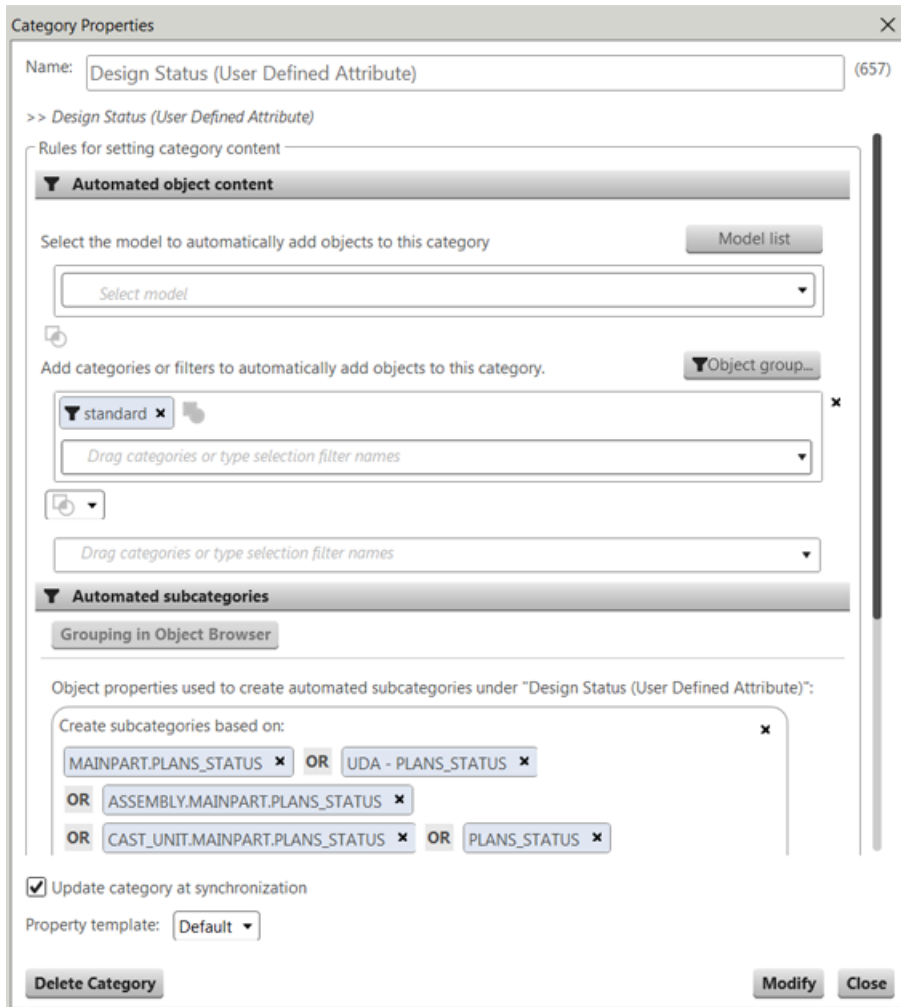 Category Properties
Name: Design Status (User Defined Attribute) (657)
>> Design Status (User Defined Attribute)
Rules for setting category content
Automated object content
Select the model to automatically add objects to this category Model list
Select model
Add categories or filters to automatically add objects to this category. Object group...
standard
Drag categories or type selection filter names
Drag categories or type selection filter names
Automated subcategories
Grouping in Object Browser
Object properties used to create automated subcategories under "Design Status (User Defined Attribute)":
Create subcategories based on:
MAINPART.PLANS_STATUS OR UDA - PLANS_STATUS
OR ASSEMBLY.MAINPART.PLANS_STATUS
OR CAST_UNIT.MAINPART.PLANS_STATUS OR PLANS_STATUS
Update category at synchronization
Property template: Default
Delete Category Modify Close